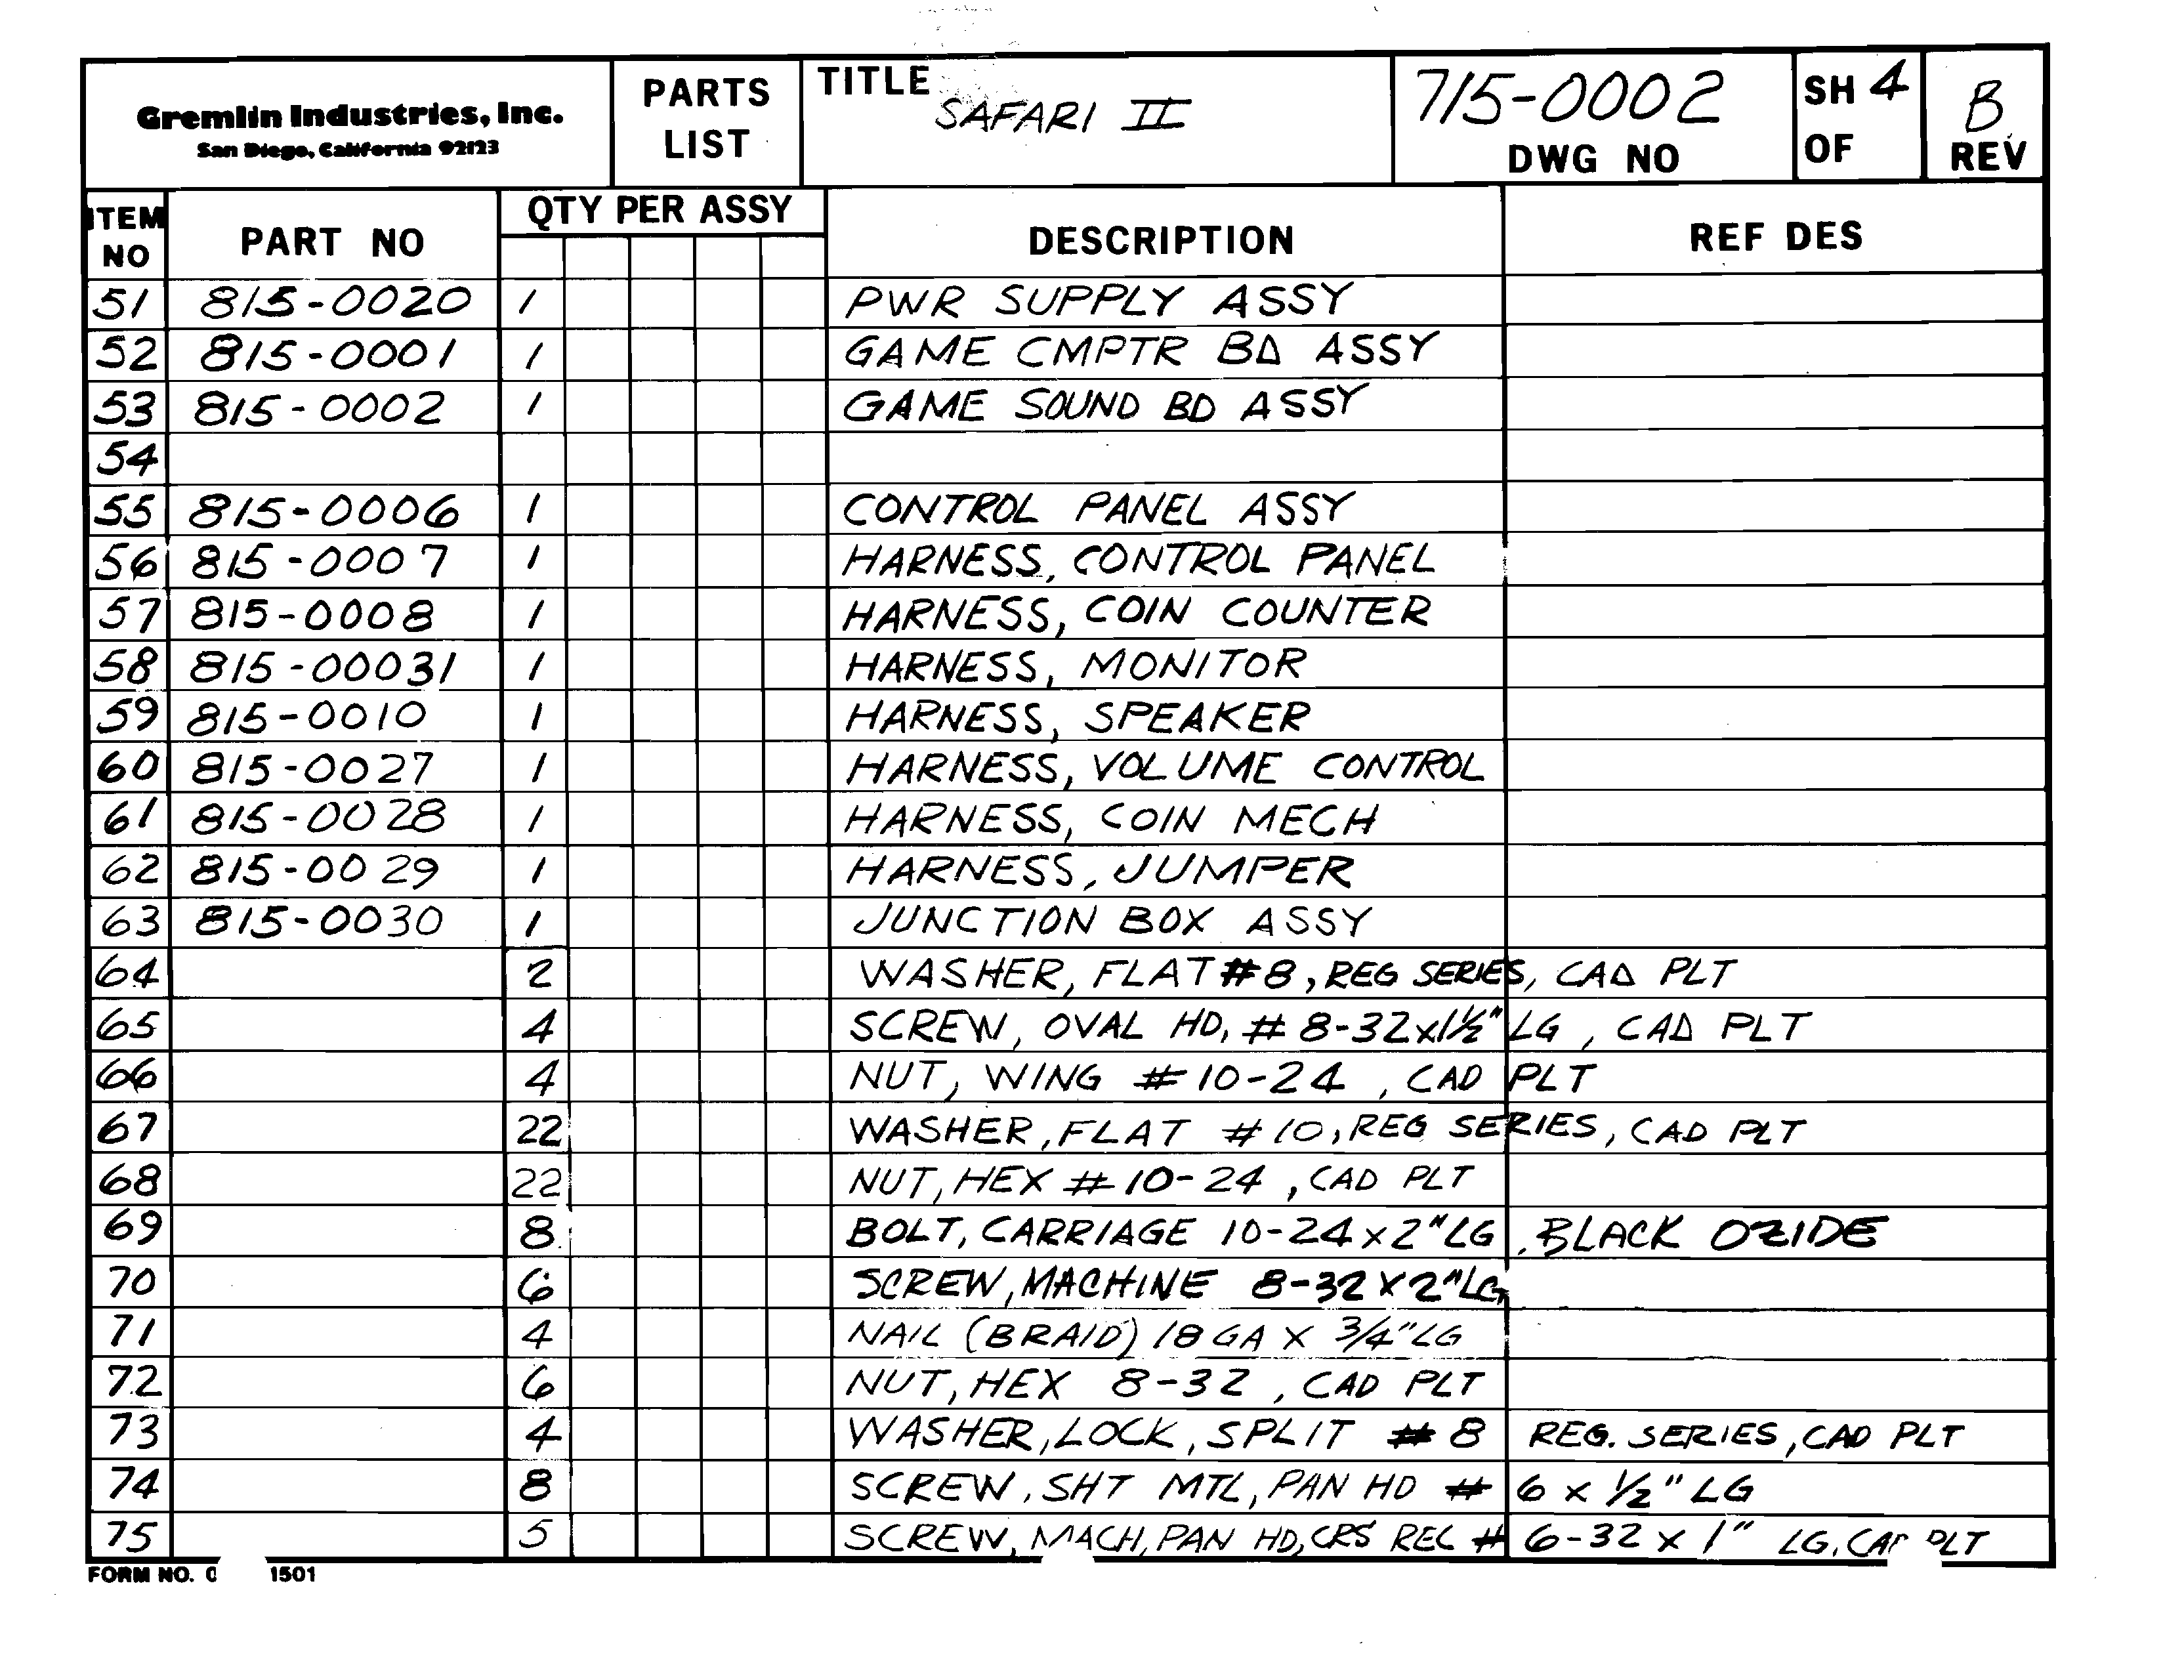 Gremlin Industries, Inc.
San Diego, California 92123
PARTS LIST
TITLE SAFARI II
715-0002
DWG NO
SH 4 OF
B REV
ITEM NO PART NO QTY PER ASSY DESCRIPTION REF DES
51 815-0020 1 PWR SUPPLY ASSY
52 815-0001 1 GAME CMPTR BD ASSY
53 815-0002 1 GAME SOUND BD ASSY
54
55 815-0006 1 CONTROL PANEL ASSY
56 815-0007 1 HARNESS, CONTROL PANEL
57 815-0008 1 HARNESS, COIN COUNTER
58 815-00031 1 HARNESS, MONITOR
59 815-0010 1 HARNESS, SPEAKER
60 815-0027 1 HARNESS, VOLUME CONTROL
61 815-0028 1 HARNESS, COIN MECH
62 815-0029 1 HARNESS, JUMPER
63 815-0030 1 JUNCTION BOX ASSY
64 2 WASHER, FLAT #8, REG SERIES, CAD PLT
65 4 SCREW, OVAL HD, # 8-32x1½" LG, CAD PLT
66 4 NUT, WING # 10-24, CAD PLT
67 22 WASHER, FLAT # 10, REG SERIES, CAD PLT
68 22 NUT, HEX # 10-24, CAD PLT
69 8 BOLT, CARRIAGE 10-24 x 2" LG, BLACK OZIDE
70 6 SCREW, MACHINE 8-32 x 2" LG
71 4 NAIL (BRAID) 18 GA X 3/4" LG
72 6 NUT, HEX 8-32, CAD PLT
73 4 WASHER, LOCK, SPLIT # 8 REG. SERIES, CAD PLT
74 8 SCREW, SHT MTL, PAN HD # 6 x 1/2" LG
75 5 SCREW, MACH, PAN HD, CRS REC # 6-32 x 1" LG, CAD PLT
FORM NO. 1501